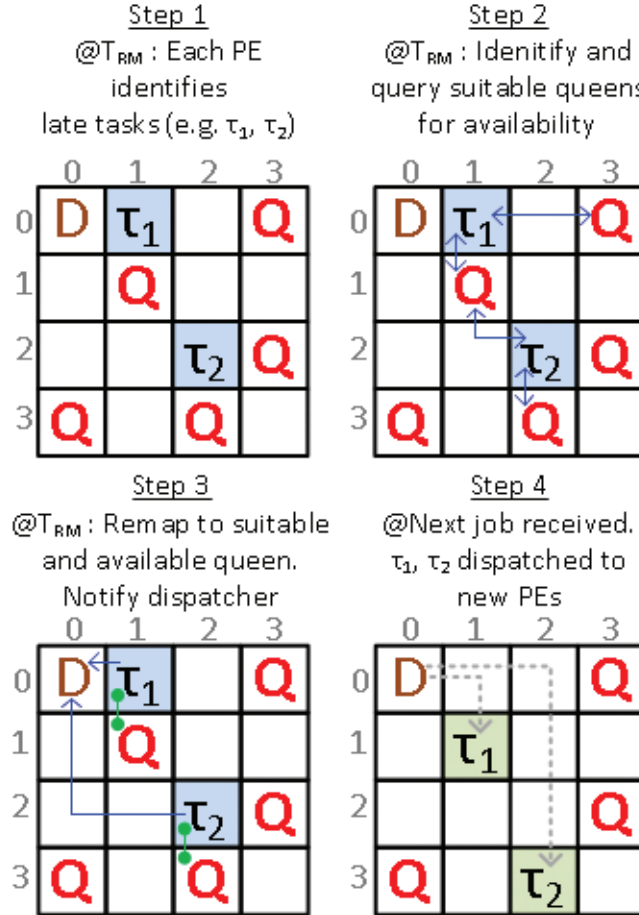 Step 1
@T_RM : Each PE
identifies
late tasks (e.g. τ1, τ2)
0 1 2 3
0 D τ1 Q
1 Q
2 τ2 Q
3 Q Q
Step 2
@T_RM : Idenitify and
query suitable queens
for availability
0 1 2 3
0 D τ1 Q
1 Q
2 τ2 Q
3 Q Q
Step 3
@T_RM : Remap to suitable
and available queen.
Notify dispatcher
0 1 2 3
0 D τ1 Q
1 Q
2 τ2 Q
3 Q Q
Step 4
@Next job received.
τ1, τ2 dispatched to
new PEs
0 1 2 3
0 D Q
1 τ1
2 Q
3 Q τ2